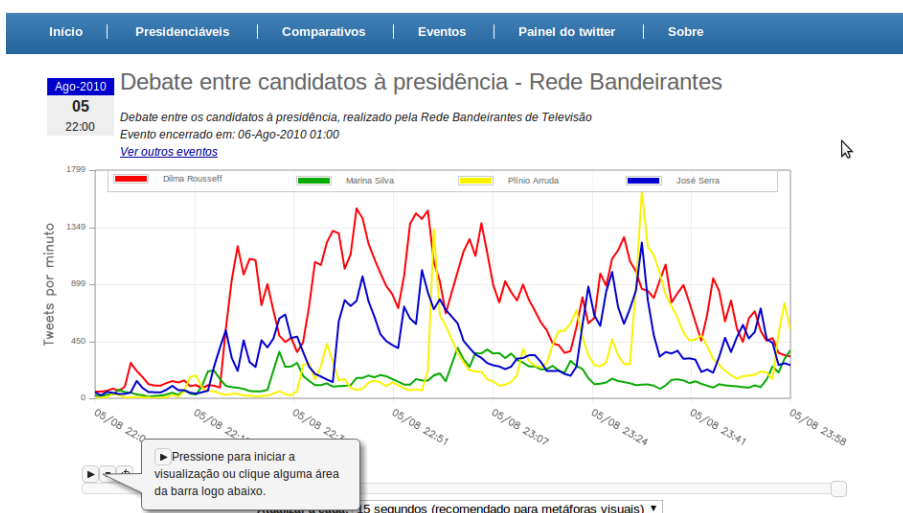 Início Presidenciáveis Comparativos Eventos Painel do twitter Sobre
Ago-2010
05
22:00
Debate entre candidatos à presidência - Rede Bandeirantes
Debate entre os candidatos à presidência, realizado pela Rede Bandeirantes de Televisão
Evento encerrado em: 06-Ago-2010 01:00
Ver outros eventos
Tweets por minuto
1799
1349
899
450
0
Dilma Rousseff Marina Silva Plínio Arruda José Serra
05/08 22:51
05/08 23:07
05/08 23:24
05/08 23:41
05/08 23:58
Pressione para iniciar a
visualização ou clique alguma área
da barra logo abaixo.
15 segundos (recomendado para metáforas visuais)